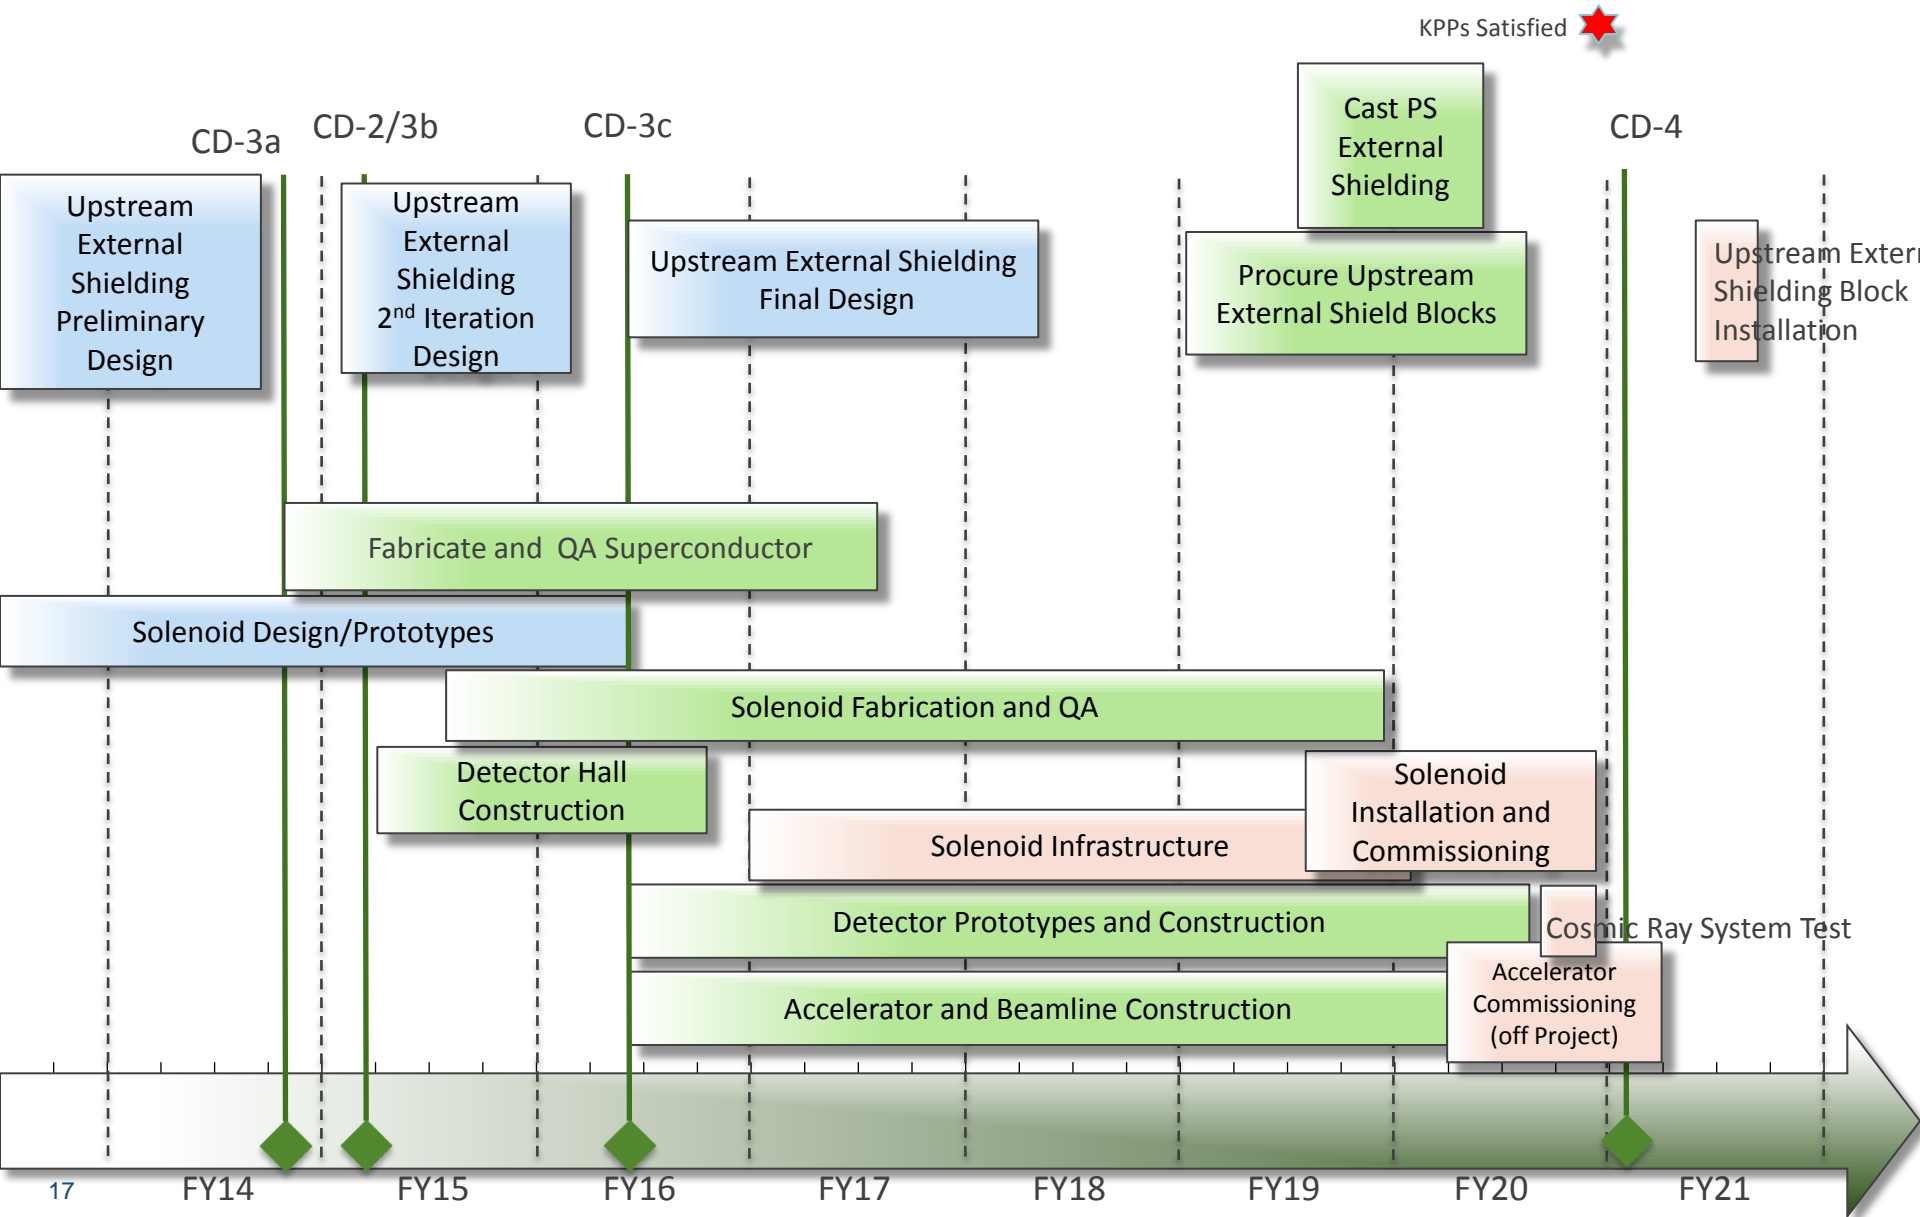 KPPs Satisfied
CD-3a
CD-2/3b
CD-3c
CD-4
Cast PS
External
Shielding
Upstream
External
Shielding
Preliminary
Design
Upstream
External
Shielding
2nd Iteration
Design
Upstream External Shielding
Final Design
Procure Upstream
External Shield Blocks
Upstream Extern
Shielding Block
Installation
Fabricate and QA Superconductor
Solenoid Design/Prototypes
Solenoid Fabrication and QA
Detector Hall
Construction
Solenoid
Installation and
Commissioning
Solenoid Infrastructure
Detector Prototypes and Construction
Cosmic Ray System Test
Accelerator and Beamline Construction
Accelerator
Commissioning
(off Project)
17
FY14
FY15
FY16
FY17
FY18
FY19
FY20
FY21